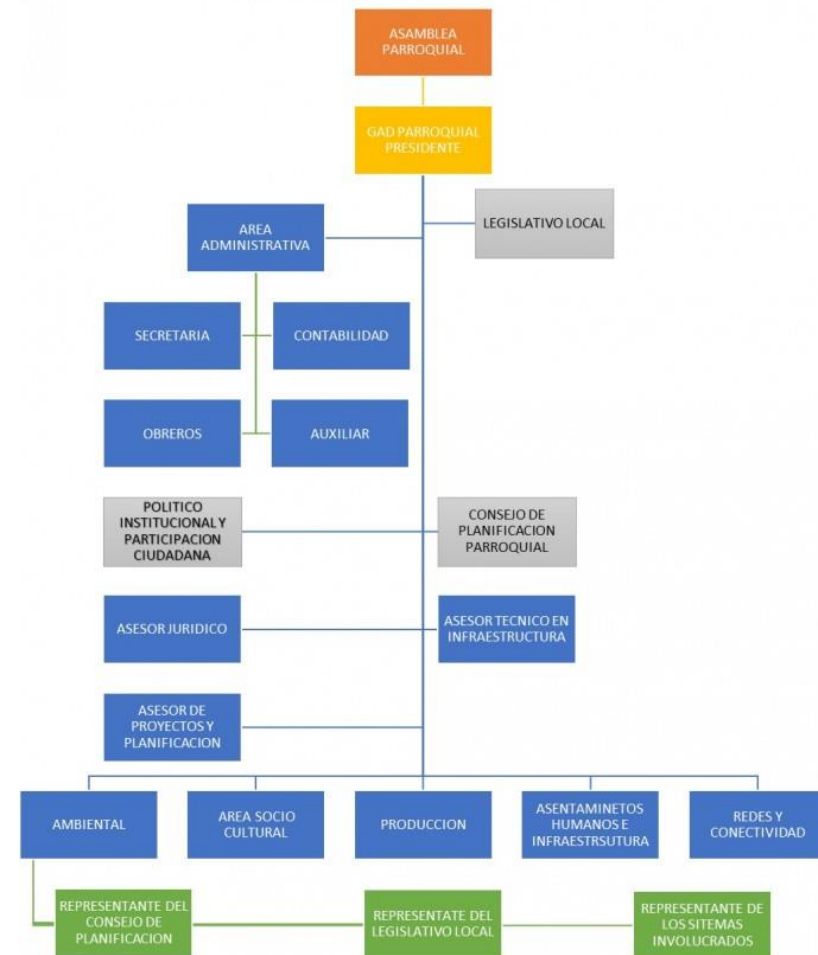 ASAMBLEA
PARROQUIAL
GAD PARROQUIAL
PRESIDENTE
LEGISLATIVO LOCAL
AREA
ADMINISTRATIVA
SECRETARIA
CONTABILIDAD
OBREROS
AUXILIAR
POLITICO
INSTITUCIONAL Y
PARTICIPACION
CIUDADANA
CONSEJO DE
PLANIFICACION
PARROQUIAL
ASESOR JURIDICO
ASESOR TECNICO EN
INFRAESTRUCTURA
ASESOR DE
PROYECTOS Y
PLANIFICACION
AMBIENTAL
AREA SOCIO
CULTURAL
PRODUCCION
ASENTAMINETOS
HUMANOS E
INFRAESTRSUTURA
REDES Y
CONECTIVIDAD
REPRESENTANTE DEL
CONSEJO DE
PLANIFICACION
REPRESENTATE DEL
LEGISLATIVO LOCAL
REPRESENTANTE DE
LOS SITEMAS
INVOLUCRADOS